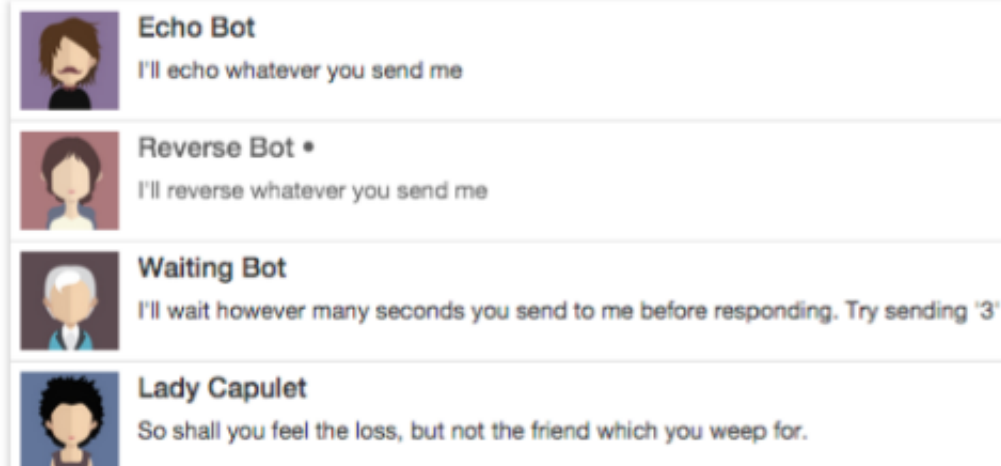 Echo Bot
I'll echo whatever you send me
Reverse Bot •
I'll reverse whatever you send me
Waiting Bot
I'll wait however many seconds you send to me before responding. Try sending '3'
Lady Capulet
So shall you feel the loss, but not the friend which you weep for.